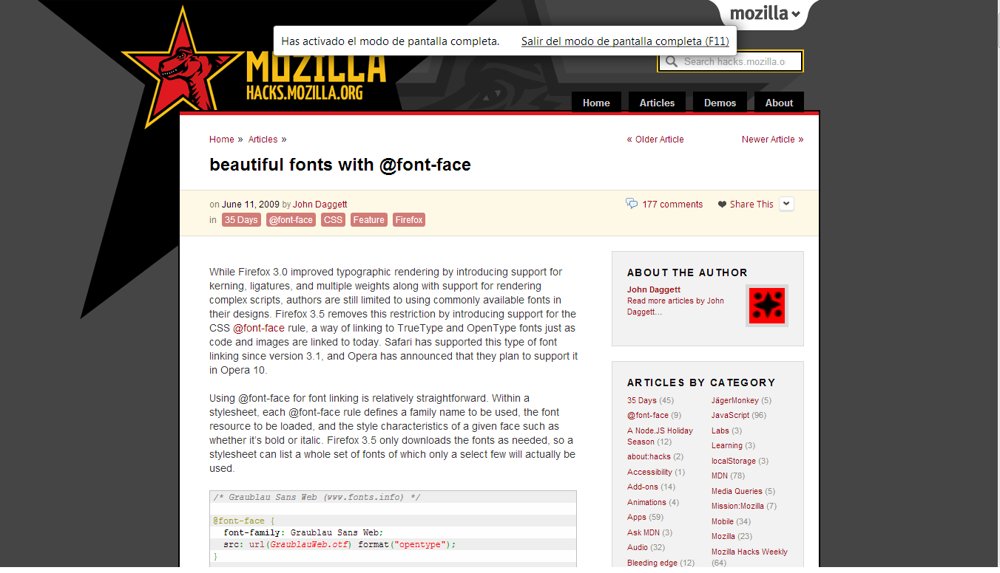 mozilla
Has activado el modo de pantalla completa. Salir del modo de pantalla completa (F11)
MOZILLA
HACKS.MOZILLA.ORG
Search hacks.mozilla.o
Home Articles Demos About
Home » Articles »
« Older Article Newer Article »
beautiful fonts with @font-face
on June 11, 2009 by John Daggett
177 comments Share This
in 35 Days @font-face CSS Feature Firefox
While Firefox 3.0 improved typographic rendering by introducing support for
kerning, ligatures, and multiple weights along with support for rendering
complex scripts, authors are still limited to using commonly available fonts in
their designs. Firefox 3.5 removes this restriction by introducing support for the
CSS @font-face rule, a way of linking to TrueType and OpenType fonts just as
code and images are linked to today. Safari has supported this type of font
linking since version 3.1, and Opera has announced that they plan to support it
in Opera 10.
Using @font-face for font linking is relatively straightforward. Within a
stylesheet, each @font-face rule defines a family name to be used, the font
resource to be loaded, and the style characteristics of a given face such as
whether it's bold or italic. Firefox 3.5 only downloads the fonts as needed, so a
stylesheet can list a whole set of fonts of which only a select few will actually be
used.
/* Graublau Sans Web (www.fonts.info) */
@font-face {
font-family: Graublau Sans Web;
src: url(GraublauWeb.otf) format("opentype");
}
ABOUT THE AUTHOR
John Daggett
Read more articles by John
Daggett…
ARTICLES BY CATEGORY
35 Days (45)
@font-face (9)
A Node.JS Holiday
Season (12)
about:hacks (2)
Accessibility (1)
Add-ons (14)
Animations (4)
Apps (59)
Ask MDN (3)
Audio (32)
Bleeding edge (12)
JägerMonkey (5)
JavaScript (96)
Labs (3)
Learning (3)
localStorage (3)
MDN (78)
Media Queries (5)
Mission:Mozilla (7)
Mobile (34)
Mozilla (23)
Mozilla Hacks Weekly
(64)